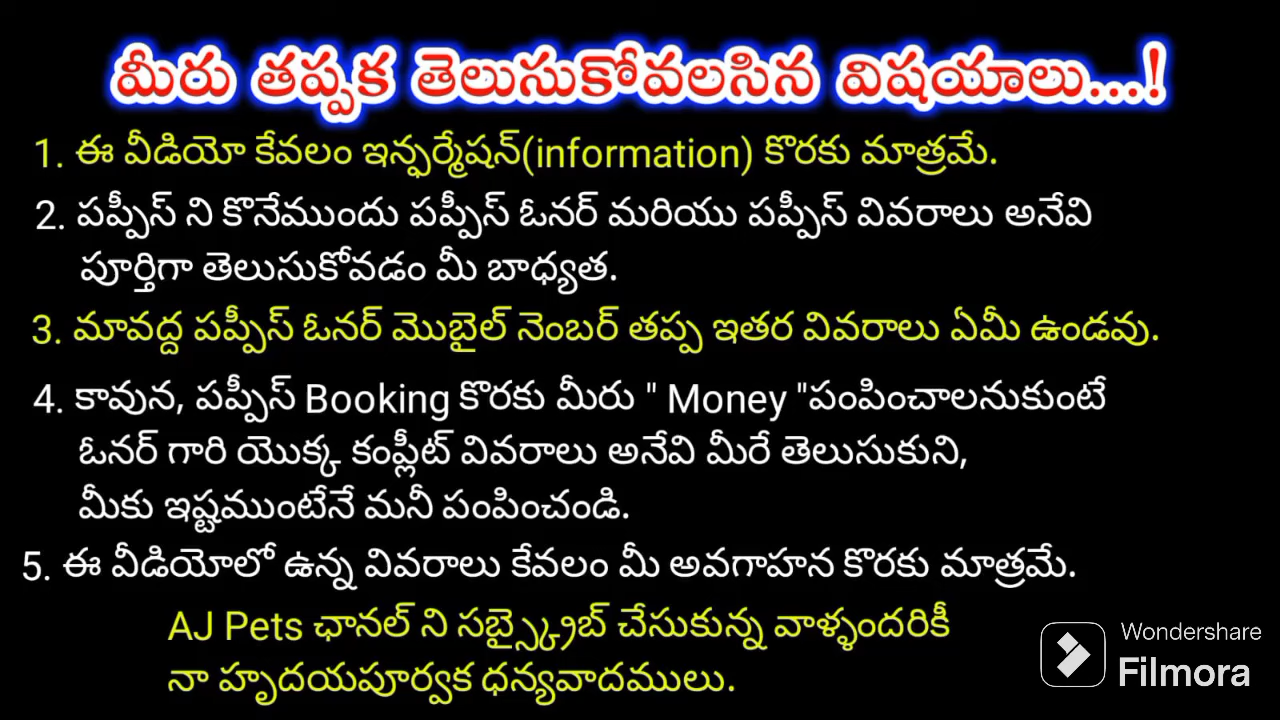 మీరు తప్పక తెలుసుకోవలసిన విషయాలు...!
1. ఈ వీడియో కేవలం ఇన్ఫర్మేషన్(information) కొరకు మాత్రమే.
2. పప్పీస్ ని కొనేముందు పప్పీస్ ఓనర్ మరియు పప్పీస్ వివరాలు అనేవి
పూర్తిగా తెలుసుకోవడం మీ బాధ్యత.
3. మావద్ద పప్పీస్ ఓనర్ మొబైల్ నెంబర్ తప్ప ఇతర వివరాలు ఏమీ ఉండవు.
4. కావున, పప్పీస్ Booking కొరకు మీరు " Money "పంపించాలనుకుంటే
ఓనర్ గారి యొక్క కంప్లీట్ వివరాలు అనేవి మీరే తెలుసుకుని,
మీకు ఇష్టముంటేనే మనీ పంపించండి.
5. ఈ వీడియోలో ఉన్న వివరాలు కేవలం మీ అవగాహన కొరకు మాత్రమే.
AJ Pets ఛానల్ ని సబ్స్క్రైబ్ చేసుకున్న వాళ్ళందరికీ
నా హృదయపూర్వక ధన్యవాదములు.
Wondershare
Filmora